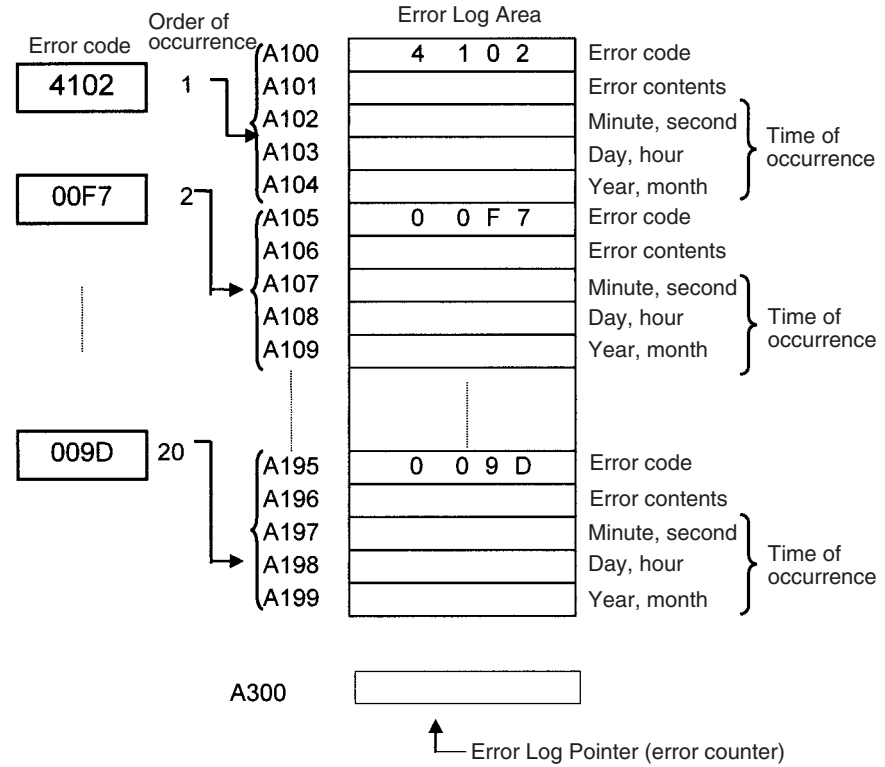 Error Log Area
Order of
occurrence
Error code
4102
1
A100
4 1 0 2
Error code
A101
Error contents
A102
Minute, second
A103
Day, hour
A104
Year, month
Time of
occurrence
00F7
2
A105
0 0 F 7
Error code
A106
Error contents
A107
Minute, second
A108
Day, hour
A109
Year, month
Time of
occurrence
009D
20
A195
0 0 9 D
Error code
A196
Error contents
A197
Minute, second
A198
Day, hour
A199
Year, month
Time of
occurrence
A300
Error Log Pointer (error counter)